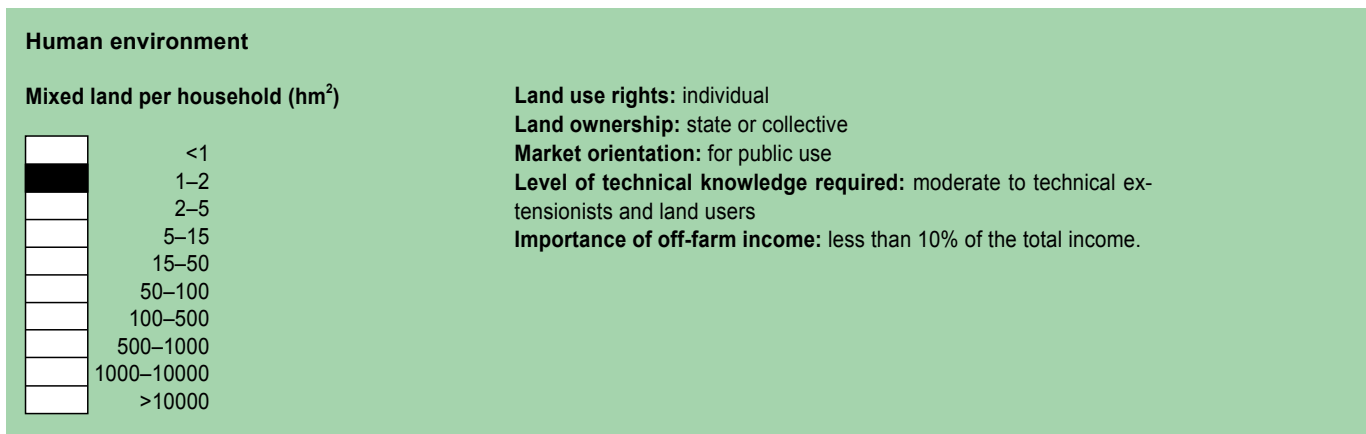 Human environment
Mixed land per household (hm²)
<1
1–2
2–5
5–15
15–50
50–100
100–500
500–1000
1000–10000
>10000
Land use rights: individual
Land ownership: state or collective
Market orientation: for public use
Level of technical knowledge required: moderate to technical ex-
tensionists and land users
Importance of off-farm income: less than 10% of the total income.